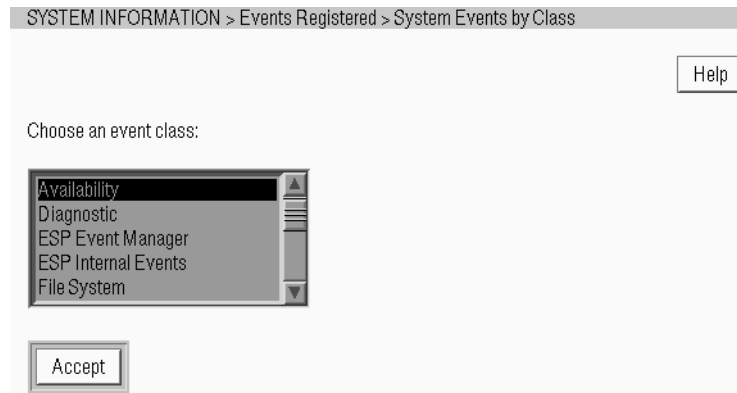 SYSTEM INFORMATION > Events Registered > System Events by Class
Help
Choose an event class:
Availability
Diagnostic
ESP Event Manager
ESP Internal Events
File System
Accept